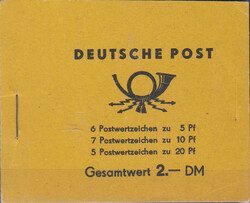 DEUTSCHE POST
6 Postwertzeichen zu 5 Pf
7 Postwertzeichen zu 10 Pf
5 Postwertzeichen zu 20 Pf
Gesamtwert 2.— DM